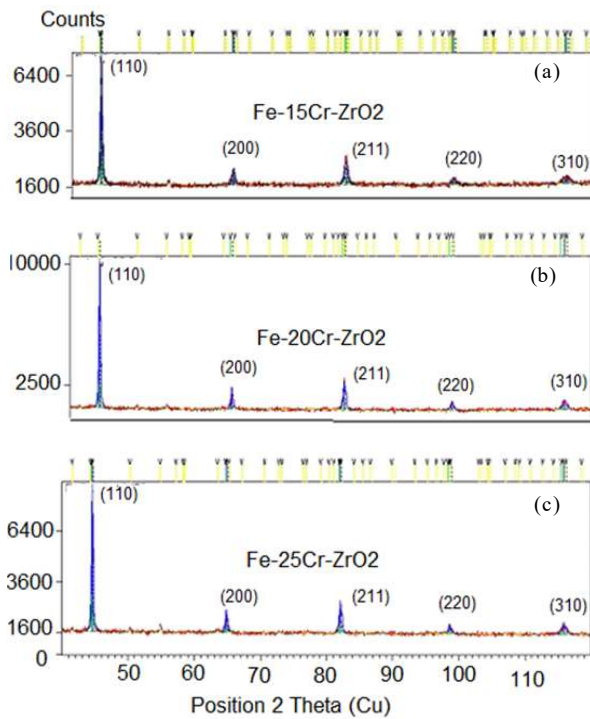 Counts
(a)
6400
3600
1600
(110)
Fe-15Cr-ZrO2
(200)
(211)
(220)
(310)
(b)
10000
2500
(110)
Fe-20Cr-ZrO2
(200)
(211)
(220)
(310)
(c)
6400
3600
1600
0
(110)
Fe-25Cr-ZrO2
(200)
(211)
(220)
(310)
50 60 70 80 90 100 110
Position 2 Theta (Cu)